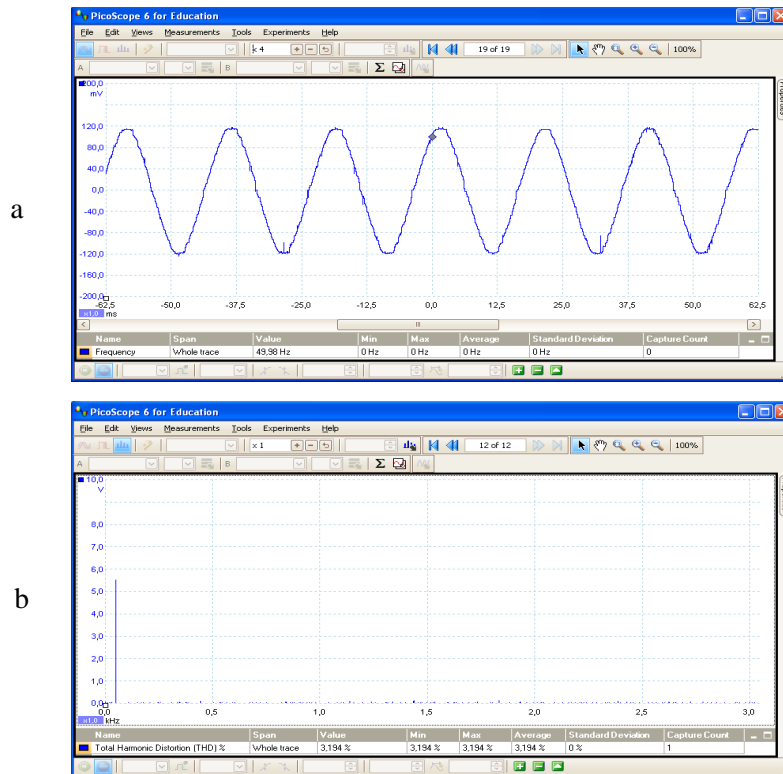 PicoScope 6 for Education
File Edit Views Measurements Tools Experiments Help
k 4 19 of 19 100%
A B Σ
200,0
mV
120,0
80,0
40,0
0,0
-40,0
-80,0
-120,0
-160,0
-200,0
-62,5 -50,0 -37,5 -25,0 -12,5 0,0 12,5 25,0 37,5 50,0 62,5
x1,0 ms
Name Span Value Min Max Average Standard Deviation Capture Count
Frequency Whole trace 49,98 Hz 0 Hz 0 Hz 0 Hz 0 Hz 0
a
PicoScope 6 for Education
File Edit Views Measurements Tools Experiments Help
x 1 12 of 12 100%
A B Σ
10,0
V
8,0
7,0
6,0
5,0
4,0
3,0
2,0
1,0
0,0
0,0 0,5 1,0 1,5 2,0 2,5 3,0
x1,0 kHz
Name Span Value Min Max Average Standard Deviation Capture Count
Total Harmonic Distortion (THD) % Whole trace 3,194 % 3,194 % 3,194 % 3,194 % 0 % 1
b